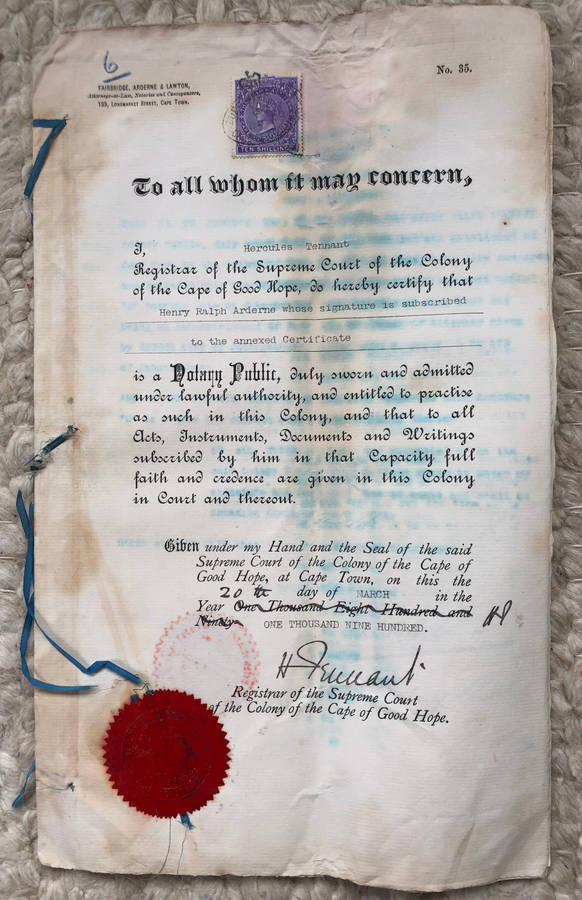 6
No. 35.
FAIRBRIDGE, ARDERNE & LAWTON,
Attorneys-at-Law, Notaries and Conveyancers,
LONGMARKET STREET, CAPE TOWN.
TEN SHILLINGS
To all whom it may concern,
I, Hercules Tennant
Registrar of the Supreme Court of the Colony
of the Cape of Good Hope, do hereby certify that
Henry Ralph Arderne whose signature is subscribed
to the annexed Certificate
is a Notary Public, duly sworn and admitted
under lawful authority, and entitled to practise
as such in this Colony, and that to all
Acts, Instruments, Documents and Writings
subscribed by him in that Capacity full
faith and credence are given in this Colony
in Court and thereout.
Given under my Hand and the Seal of the said
Supreme Court of the Colony of the Cape of
Good Hope, at Cape Town, on this the
20th day of MARCH in the
Year One Thousand Eight Hundred and
Ninety ONE THOUSAND NINE HUNDRED.
H Tennant
Registrar of the Supreme Court
of the Colony of the Cape of Good Hope.